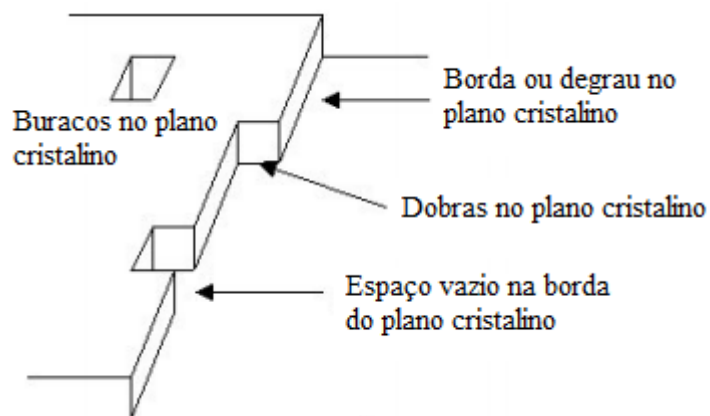 Borda ou degrau no
plano cristalino
Buracos no plano
cristalino
Dobras no plano cristalino
Espaço vazio na borda
do plano cristalino